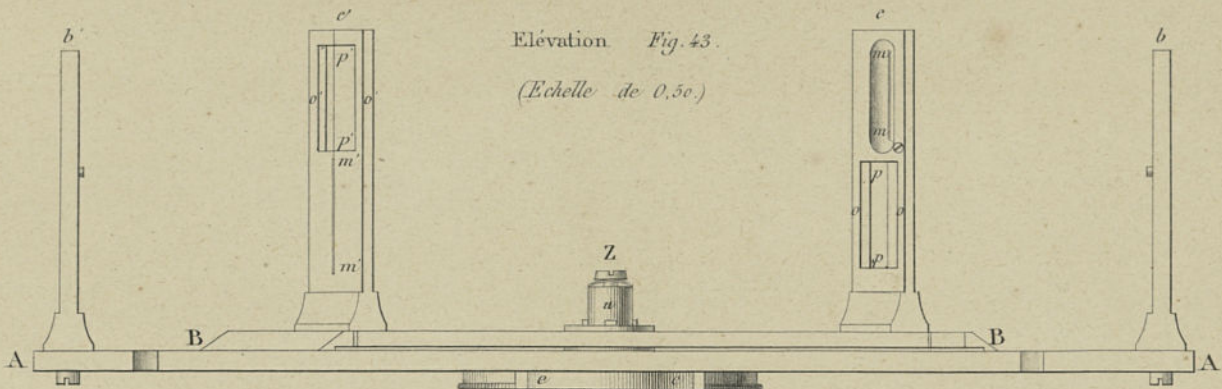 c' c
b' Elévation Fig. 43. b
p' m
(Echelle de 0,50.)
o' o'
m
p'
m' p
o o
Z
m' p
u
B B
A A
e c